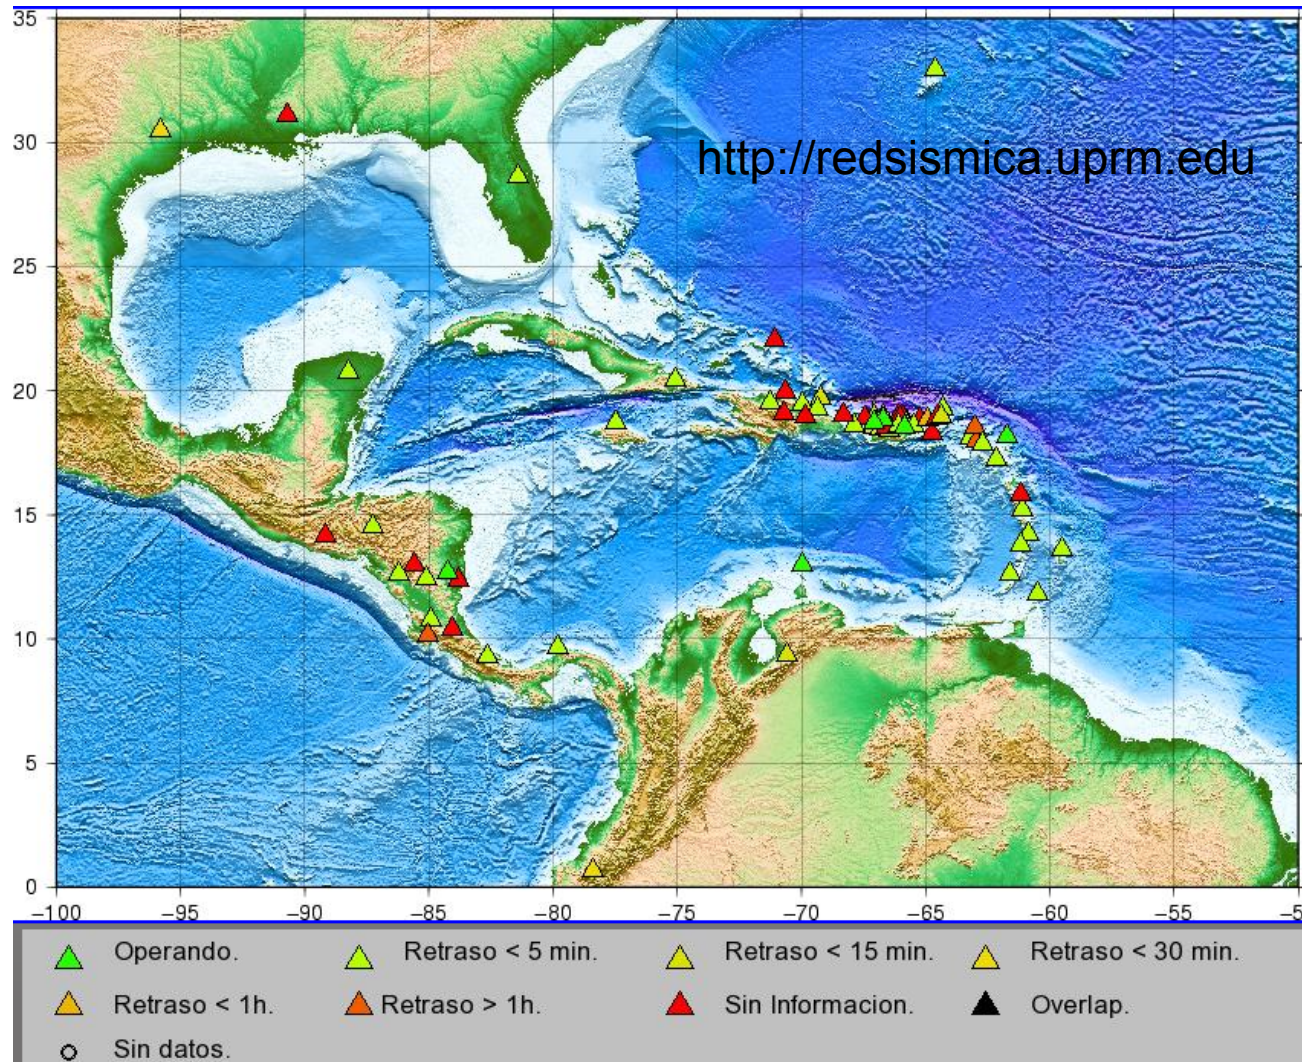 35
http://redsismica.uprm.edu
30
25
20
15
10
5
0
−100 −95 −90 −85 −80 −75 −70 −65 −60 −55
Operando. Retraso < 5 min. Retraso < 15 min. Retraso < 30 min.
Retraso < 1h. Retraso > 1h. Sin Informacion. Overlap.
Sin datos.